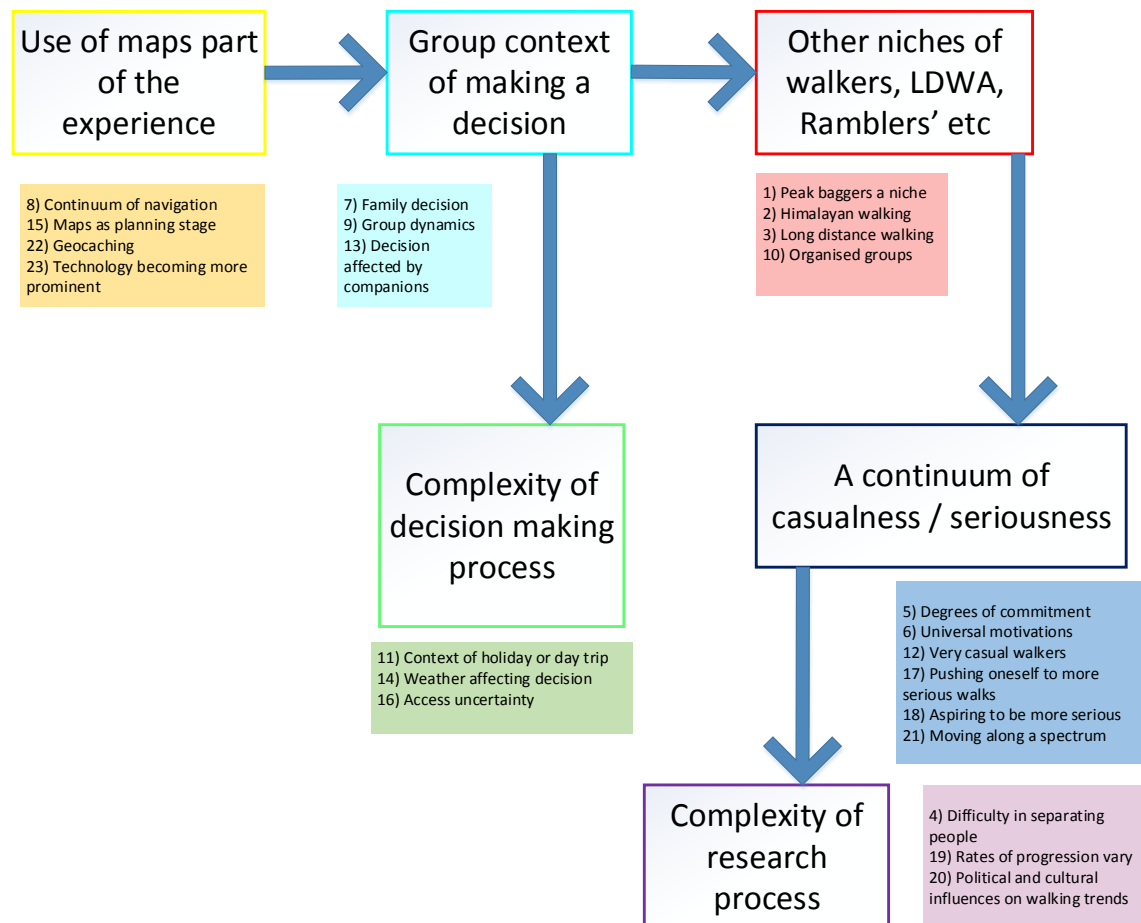 Use of maps part
of the
experience
Group context
of making a
decision
Other niches of
walkers, LDWA,
Ramblers’ etc
8) Continuum of navigation
15) Maps as planning stage
22) Geocaching
23) Technology becoming more
prominent
7) Family decision
9) Group dynamics
13) Decision
affected by
companions
1) Peak baggers a niche
2) Himalayan walking
3) Long distance walking
10) Organised groups
Complexity of
decision making
process
A continuum of
casualness / seriousness
11) Context of holiday or day trip
14) Weather affecting decision
16) Access uncertainty
5) Degrees of commitment
6) Universal motivations
12) Very casual walkers
17) Pushing oneself to more
serious walks
18) Aspiring to be more serious
21) Moving along a spectrum
Complexity of
research
process
4) Difficulty in separating
people
19) Rates of progression vary
20) Political and cultural
influences on walking trends